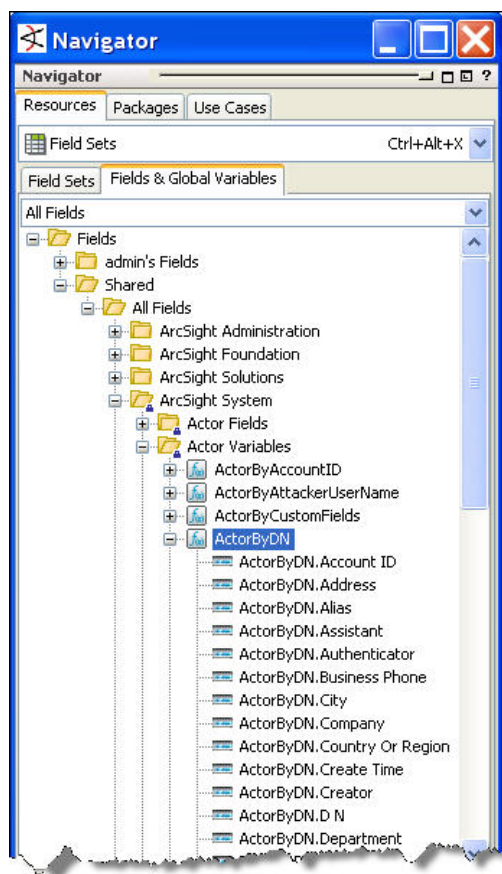 Navigator
Navigator ?
Resources Packages Use Cases
Field Sets Ctrl+Alt+X
Field Sets Fields & Global Variables
All Fields
Fields
admin's Fields
Shared
All Fields
ArcSight Administration
ArcSight Foundation
ArcSight Solutions
ArcSight System
Actor Fields
Actor Variables
ActorByAccountID
ActorByAttackerUserName
ActorByCustomFields
ActorByDN
ActorByDN.Account ID
ActorByDN.Address
ActorByDN.Alias
ActorByDN.Assistant
ActorByDN.Authenticator
ActorByDN.Business Phone
ActorByDN.City
ActorByDN.Company
ActorByDN.Country Or Region
ActorByDN.Create Time
ActorByDN.Creator
ActorByDN.D N
ActorByDN.Department